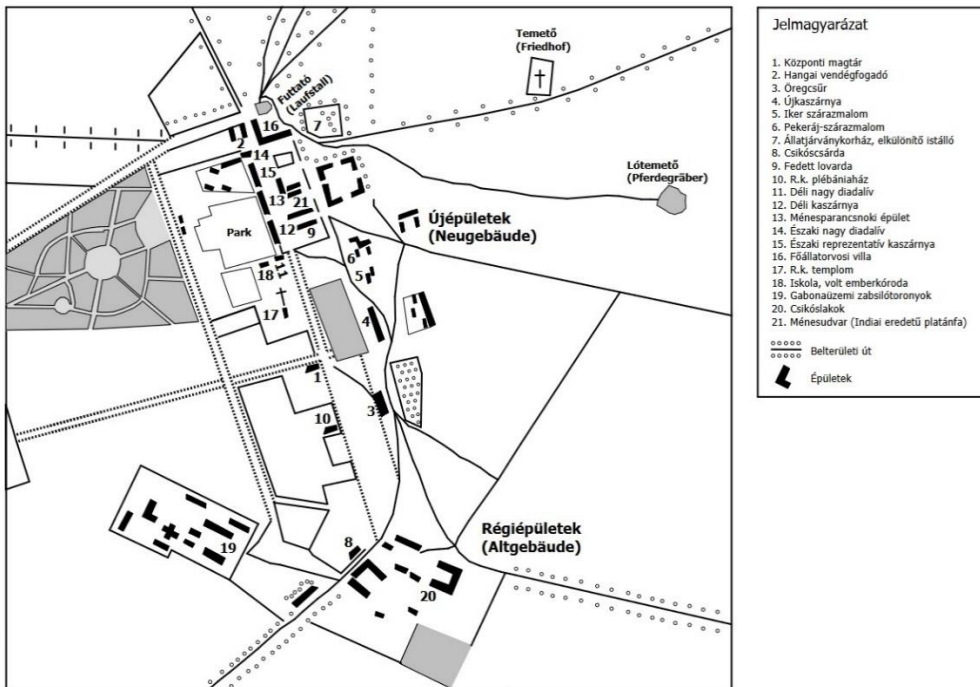 Temető
(Friedhof)
Futtató
(Laufstall)
16
7
2
14
15
Lótemető
(Pferdegräber)
13
21
Park
12
9
Újépületek
(Neugebäude)
6
11
18
5
17
4
1
3
10
Régiépületek
(Altgebäude)
8
19
20
Jelmagyarázat
1. Központi magtár
2. Hangai vendégfogadó
3. Öregcsűr
4. Újkaszárnya
5. Iker szárazmalom
6. Pekeráj-szárazmalom
7. Állatjárványkorház, elkülönítő istálló
8. Csikóscsárda
9. Fedett lovarda
10. R.k. plébániaház
11. Déli nagy diadalív
12. Déli kaszárnya
13. Ménesparancsnoki épület
14. Északi nagy diadalív
15. Északi reprezentatív kaszárnya
16. Főállatorvosi villa
17. R.k. templom
18. Iskola, volt emberkóroda
19. Gabonaüzemi zabsilótoronyok
20. Csikóslakok
21. Ménesudvar (Indiai eredetű platánfa)
Belterületi út
Épületek